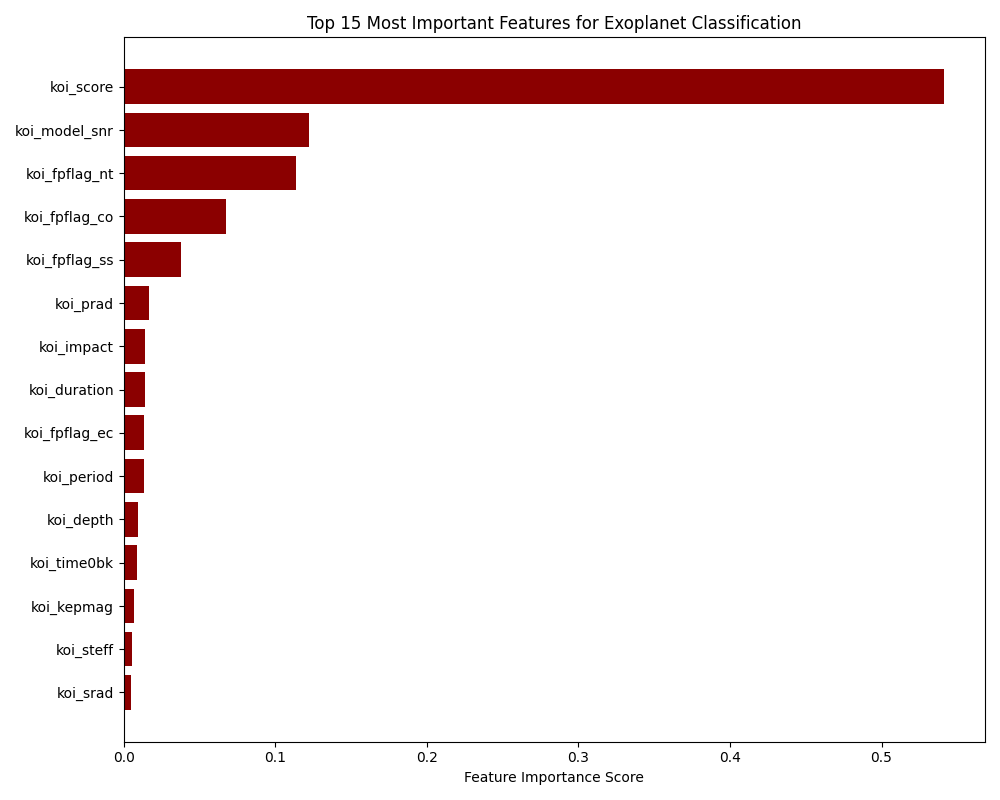 Top 15 Most Important Features for Exoplanet Classification
koi_score
koi_model_snr
koi_fpflag_nt
koi_fpflag_co
koi_fpflag_ss
koi_prad
koi_impact
koi_duration
koi_fpflag_ec
koi_period
koi_depth
koi_time0bk
koi_kepmag
koi_steff
koi_srad
0.0 0.1 0.2 0.3 0.4 0.5
Feature Importance Score